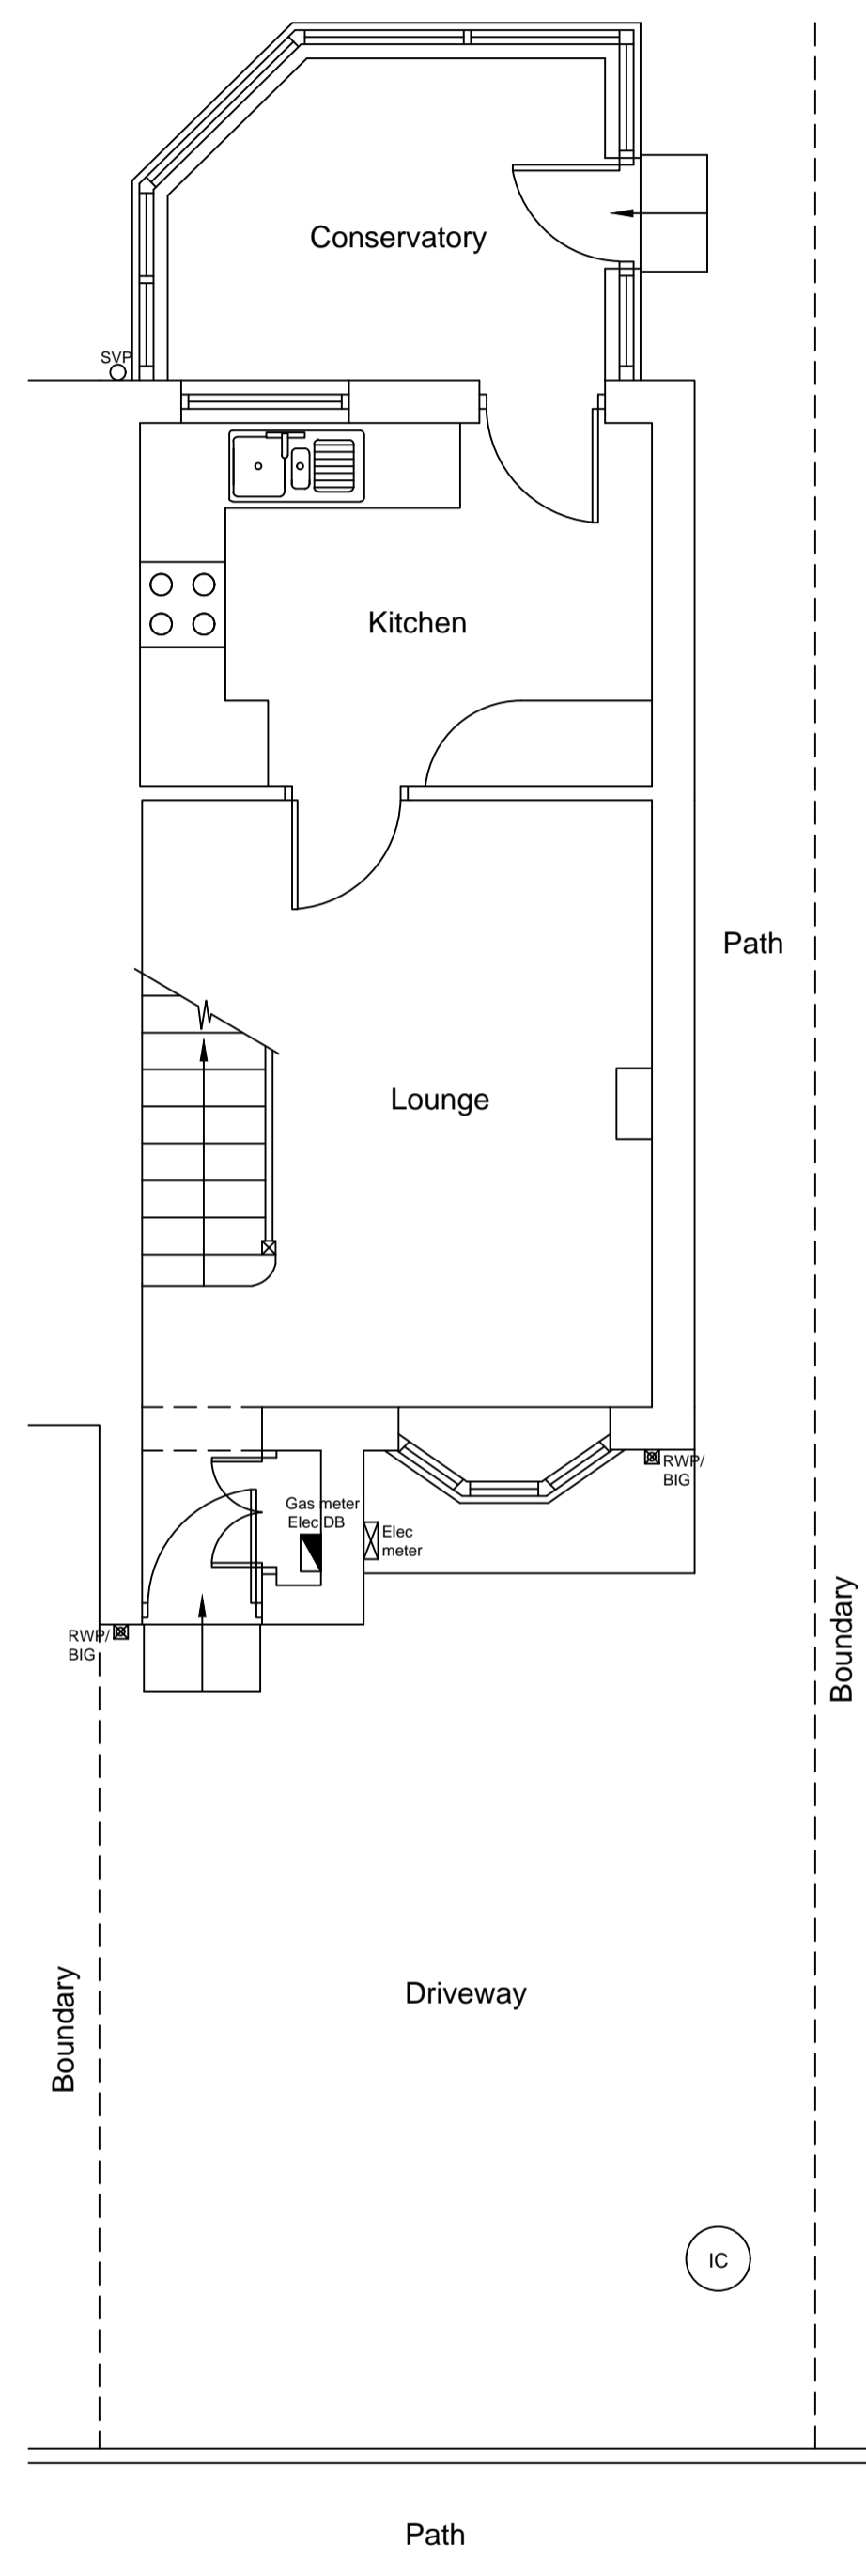 Conservatory
SVP
Kitchen
Path
Lounge
RWP/
BIG
Gas meter
Elec DB
Elec
meter
Boundary
RWP/
BIG
Boundary
Driveway
IC
Path